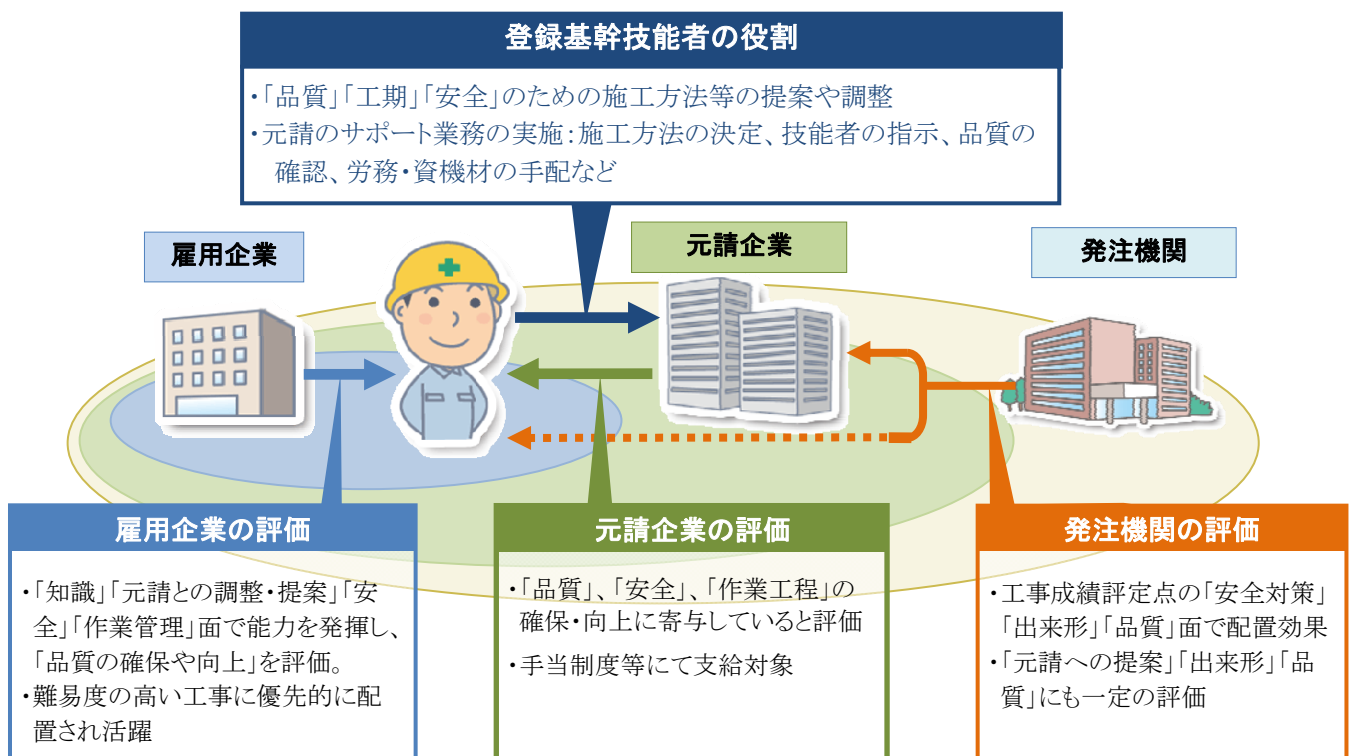 登録基幹技能者の役割
・「品質」「工期」「安全」のための施工方法等の提案や調整
・元請のサポート業務の実施：施工方法の決定、技能者の指示、品質の
確認、労務・資機材の手配など
雇用企業
元請企業
発注機関
雇用企業の評価
・「知識」「元請との調整・提案」「安
全」「作業管理」面で能力を発揮し、
「品質の確保や向上」を評価。
・難易度の高い工事に優先的に配
置され活躍
元請企業の評価
・「品質」、「安全」、「作業工程」の
確保・向上に寄与していると評価
・手当制度等にて支給対象
発注機関の評価
・工事成績評定点の「安全対策」
「出来形」「品質」面で配置効果
・「元請への提案」「出来形」「品
質」にも一定の評価